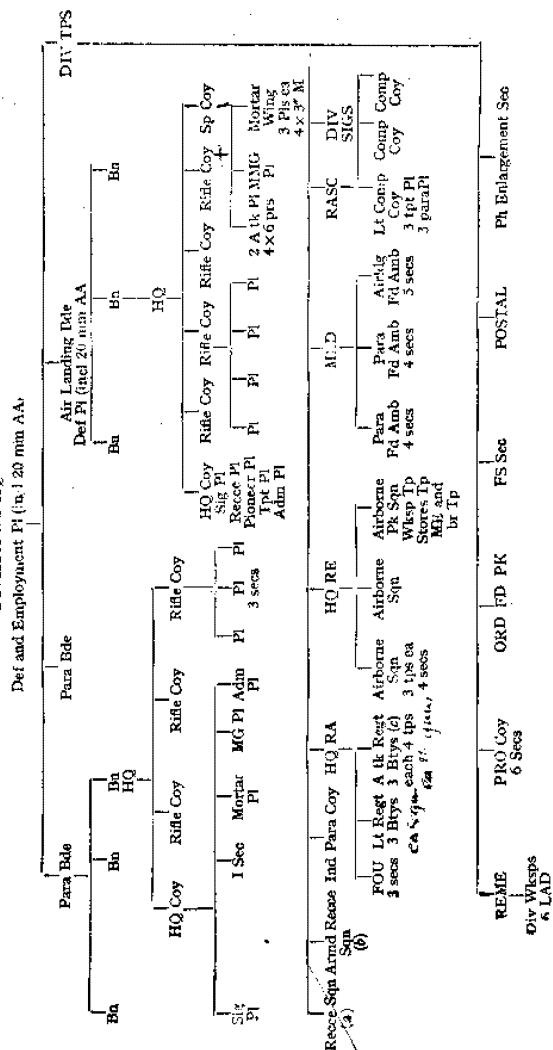 Def and Employment Pl (incl 20 mm AA)
Para Bde
Para Bde
Air Landing Bde
Def Pl (incl 20 mm AA
DIV TPS
Bn
Bn
Bn
HQ
Bn
Bn
Bn
HQ
HQ Coy
Rifle Coy
Rifle Coy
Rifle Coy
HQ Coy
Sig Pl
Recce Pl
Pioneer Pl
Tpt Pl
Adm Pl
Rifle Coy
Rifle Coy
Rifle Coy
Rifle Coy
Sp Coy
Sig
Pl
I Sec
Mortar
Pl
MG Pl
Adm
Pl
Pl
Pl
Pl
3 secs
Pl
Pl
Pl
Pl
2 A tk Pl
4 x 6 prs
MMG
Pl
Mortar
Wing
3 Pls ea
4 x 3" M
Recce Sqn
(a)
Armd Recce
Sqn
(b)
Ind Para Coy
HQ RA
HQ RE
MED
RASC
DIV
SIGS
FOU
3 secs
Lt Regt
3 Btys
A tk Regt
3 Btys (c)
each 4 tps
Airborne
Sqn
3 tps ea
4 secs
Airborne
Sqn
Airborne
Pk Sqn
Wksp Tp
Stores Tp
ME and
br Tp
Para
Fd Amb
4 secs
Para
Fd Amb
4 secs
Airldg
Fd Amb
5 secs
Lt Comp
Coy
3 tpt Pl
3 para Pl
Comp
Coy
Comp
Coy
REME
Div Wksps
6 LAD
PRO Coy
6 Secs
ORD FD PK
FS Sec
POSTAL
Ph Enlargement Sec